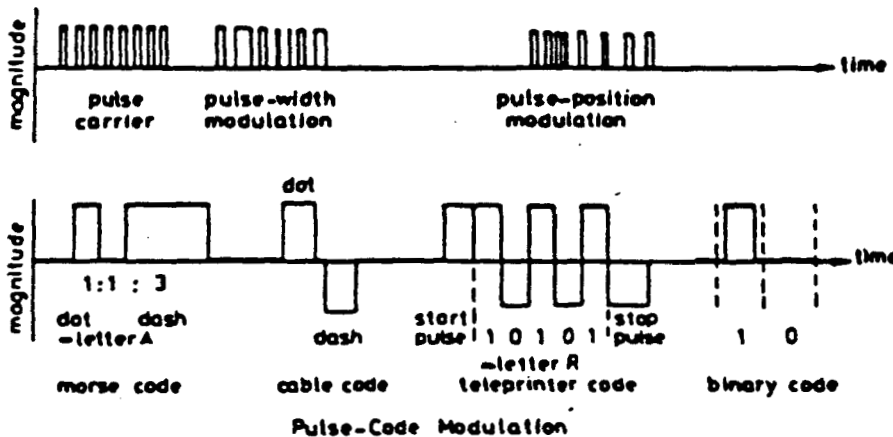 magnitude
time
pulse carrier
pulse-width modulation
pulse-position modulation
magnitude
dot
time
1:1 : 3
dot dash
-letter A
dash
start pulse
1 0 1 0 1
stop pulse
1 0
-letter R
morse code
cable code
teleprinter code
binary code
Pulse-Code Modulation